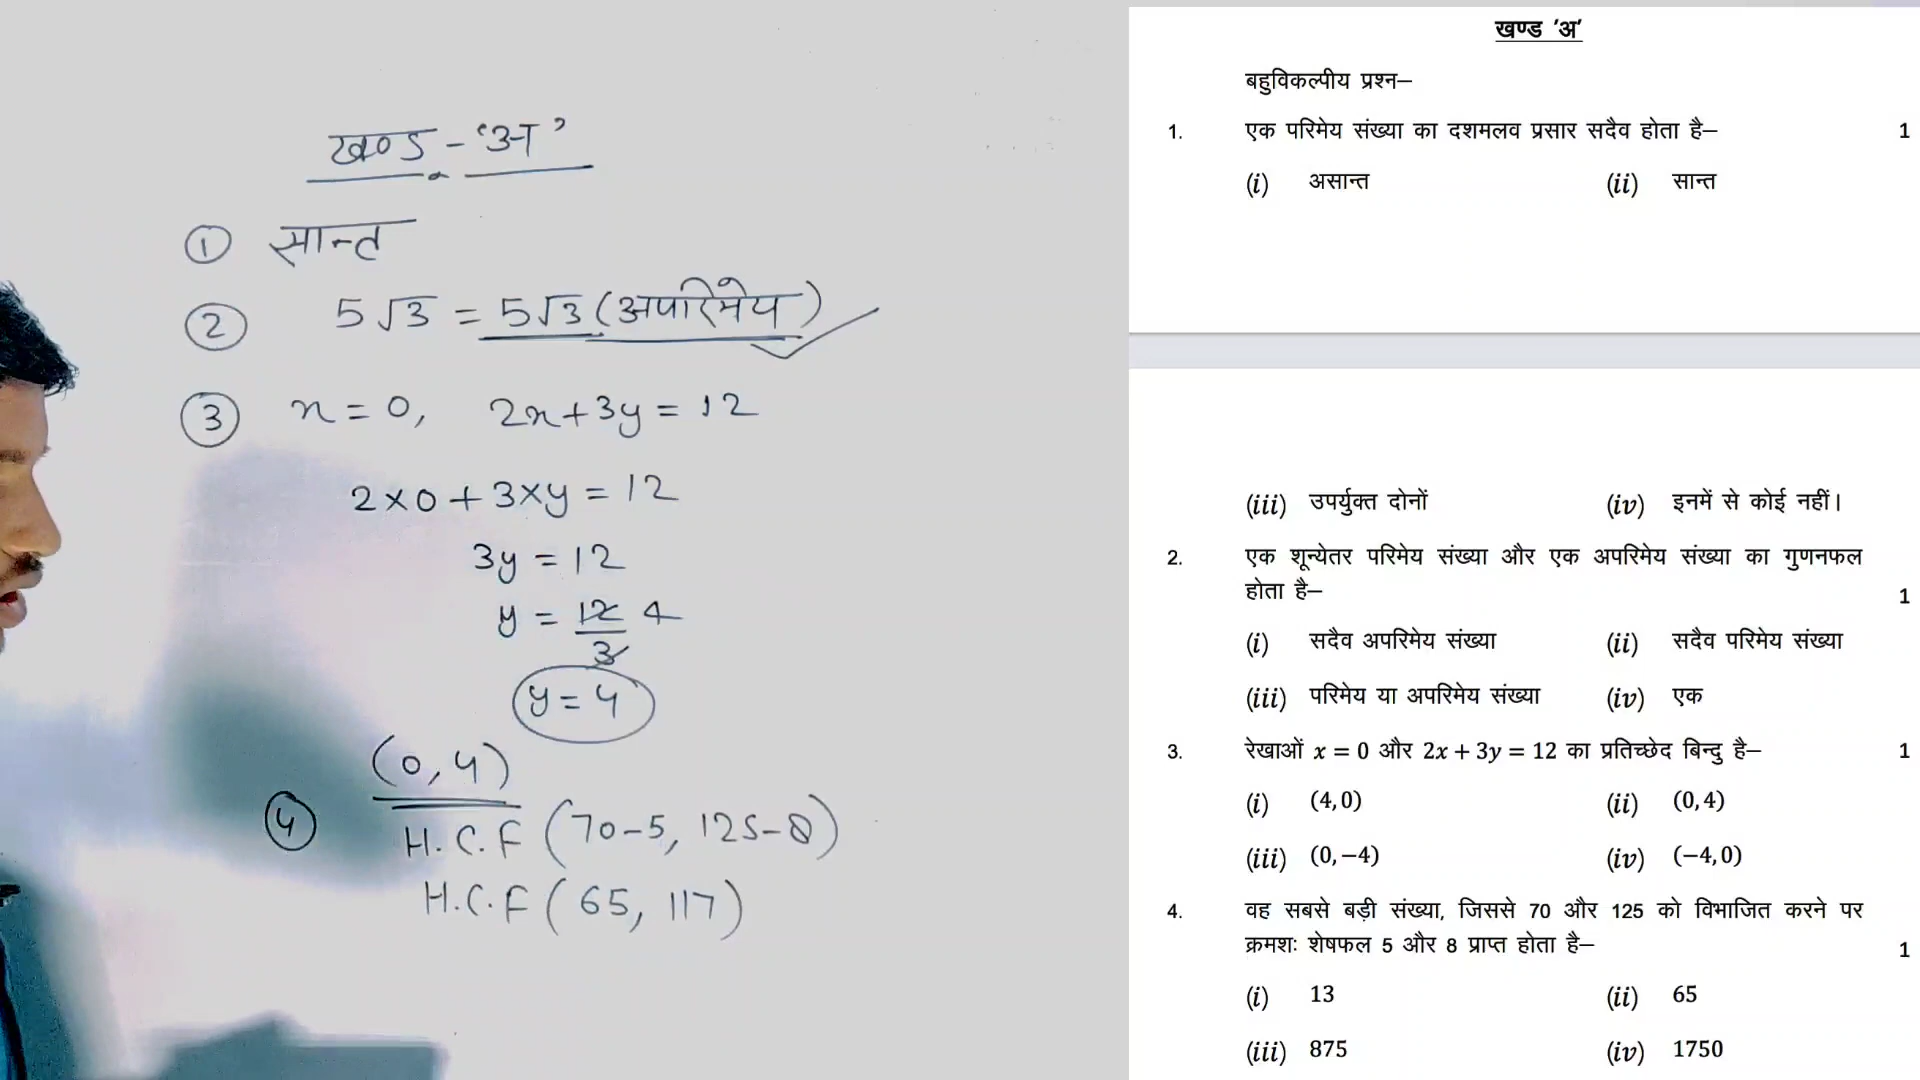 खण्ड - 'अ'
① सान्त
② 5√3 = 5√3 (अपरिमेय)
③ x = 0, 2x + 3y = 12
2 × 0 + 3 × y = 12
3y = 12
y = 12/3 4
y = 4
(0, 4)
④ H.C.F (70-5, 125-8)
H.C.F (65, 117)
खण्ड 'अ'
बहुविकल्पीय प्रश्न–
1. एक परिमेय संख्या का दशमलव प्रसार सदैव होता है– 1
(i) असान्त (ii) सान्त
(iii) उपर्युक्त दोनों (iv) इनमें से कोई नहीं।
2. एक शून्येतर परिमेय संख्या और एक अपरिमेय संख्या का गुणनफल
होता है– 1
(i) सदैव अपरिमेय संख्या (ii) सदैव परिमेय संख्या
(iii) परिमेय या अपरिमेय संख्या (iv) एक
3. रेखाओं x = 0 और 2x + 3y = 12 का प्रतिच्छेद बिन्दु है– 1
(i) (4, 0) (ii) (0, 4)
(iii) (0, −4) (iv) (−4, 0)
4. वह सबसे बड़ी संख्या, जिससे 70 और 125 को विभाजित करने पर
क्रमशः शेषफल 5 और 8 प्राप्त होता है– 1
(i) 13 (ii) 65
(iii) 875 (iv) 1750